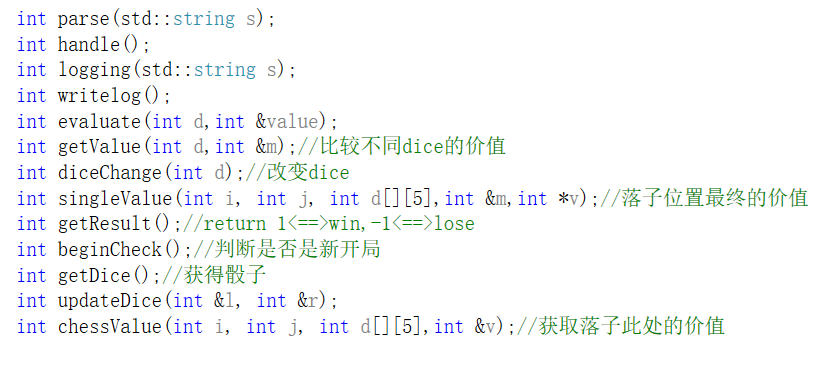 int parse(std::string s);
int handle();
int logging(std::string s);
int writelog();
int evaluate(int d,int &value);
int getValue(int d,int &m);//比较不同dice的价值
int diceChange(int d);//改变dice
int singleValue(int i, int j, int d[][5],int &m,int *v);//落子位置最终的价值
int getResult();//return 1<==>win,-1<==>lose
int beginCheck();//判断是否是新开局
int getDice();//获得骰子
int updateDice(int &l, int &r);
int chessValue(int i, int j, int d[][5],int &v);//获取落子此处的价值